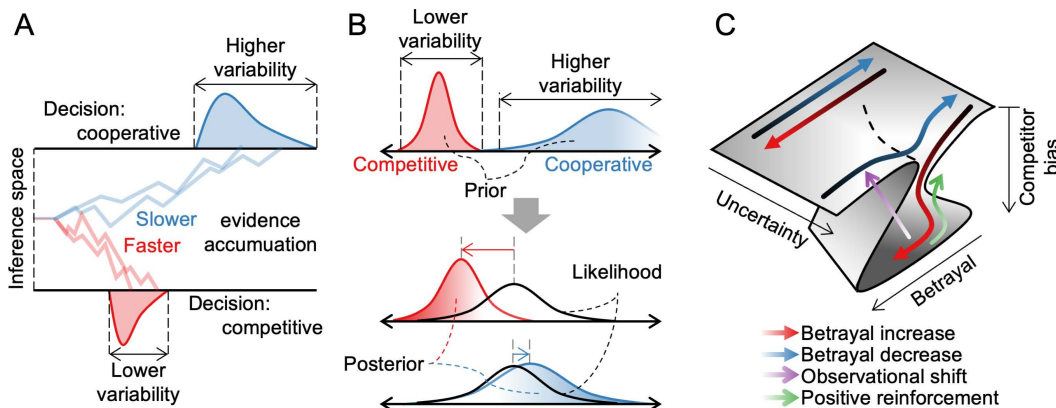 A
Higher
variability
Decision:
cooperative
Inference space
Slower
Faster
evidence
accumuation
Decision:
competitive
Lower
variability
B
Lower
variability
Higher
variability
Competitive
Cooperative
Prior
Likelihood
Posterior
C
Competitor
bias
Uncertainty
Betrayal
Betrayal increase
Betrayal decrease
Observational shift
Positive reinforcement